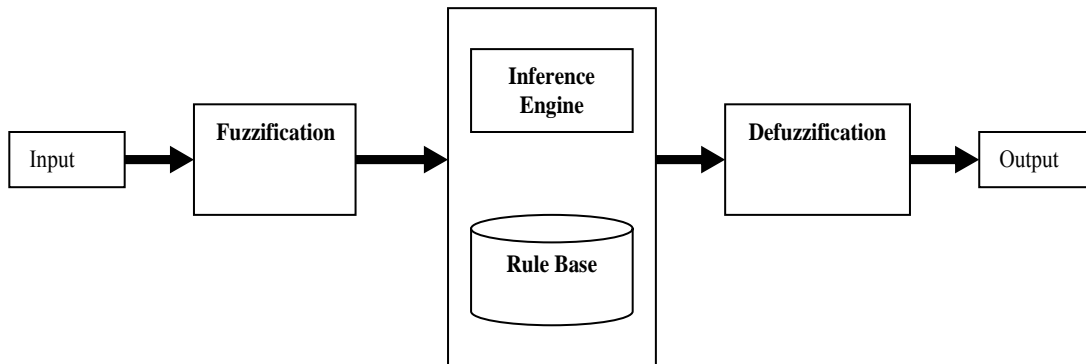 Input
Fuzzification
Inference
Engine
Rule Base
Defuzzification
Output